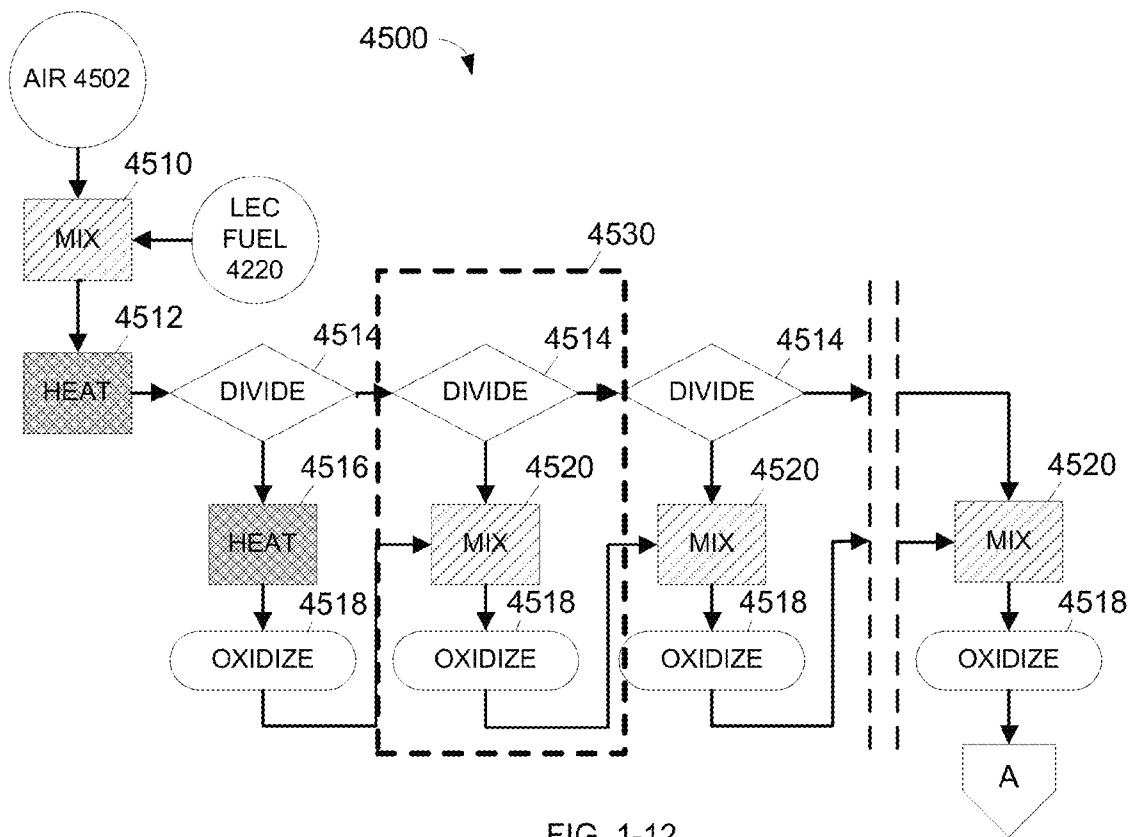 4500
AIR 4502
4510
MIX
LEC
FUEL
4220
4530
4512
4514
4514
4514
HEAT
DIVIDE
DIVIDE
DIVIDE
4516
4520
4520
4520
HEAT
MIX
MIX
MIX
4518
4518
4518
4518
OXIDIZE
OXIDIZE
OXIDIZE
OXIDIZE
A
FIG. 1-12